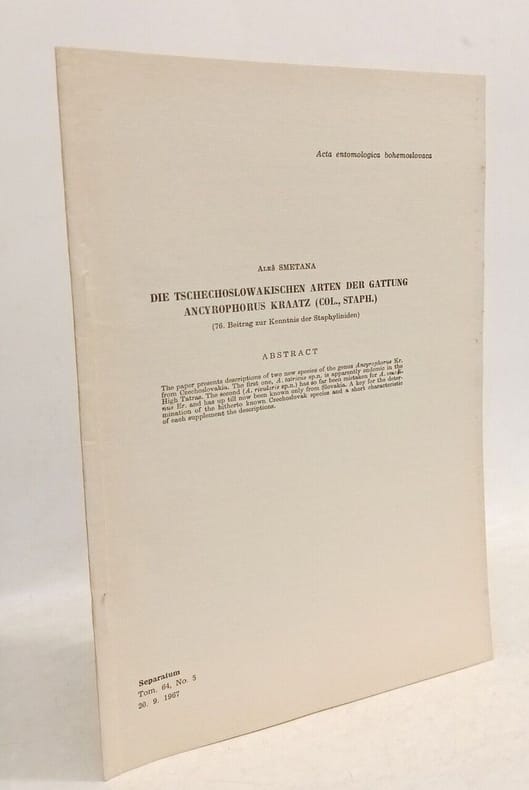 Acta entomologica bohemoslovaca
Aleš SMETANA
DIE TSCHECHOSLOWAKISCHEN ARTEN DER GATTUNG
ANCYROPHORUS KRAATZ (COL., STAPH.)
(76. Beitrag zur Kenntnis der Staphyliniden)
ABSTRACT
The paper presents descriptions of two new species of the genus Ancyrophorus Kr.
from Czechoslovakia. The first one, A. tatricus sp.n. is apparently endemic in the
High Tatras. The second (A. rivularis sp.n.) has so far been mistaken for A.
nus Er. and has up till now been known only from Slovakia. A key for the deter-
mination of the hitherto known Czechoslovak species and a short characteristic
of each supplement the descriptions.
Separatum
Tom. 64, No. 5
20. 9. 1967